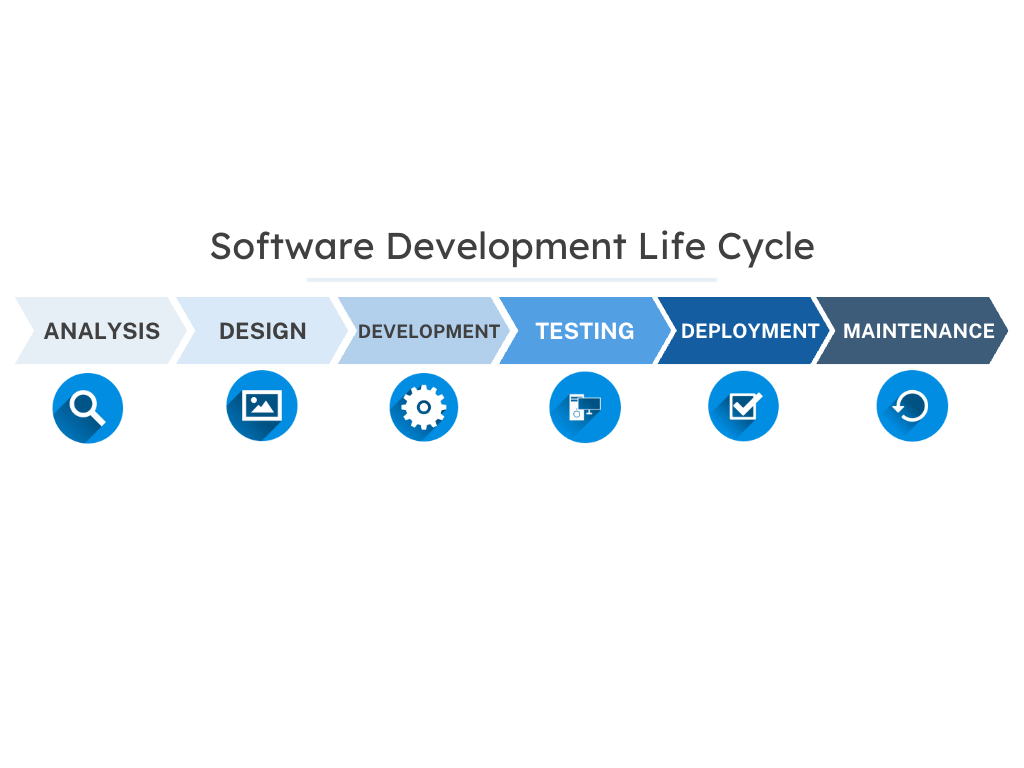 Software Development Life Cycle
ANALYSIS DESIGN DEVELOPMENT TESTING DEPLOYMENT MAINTENANCE